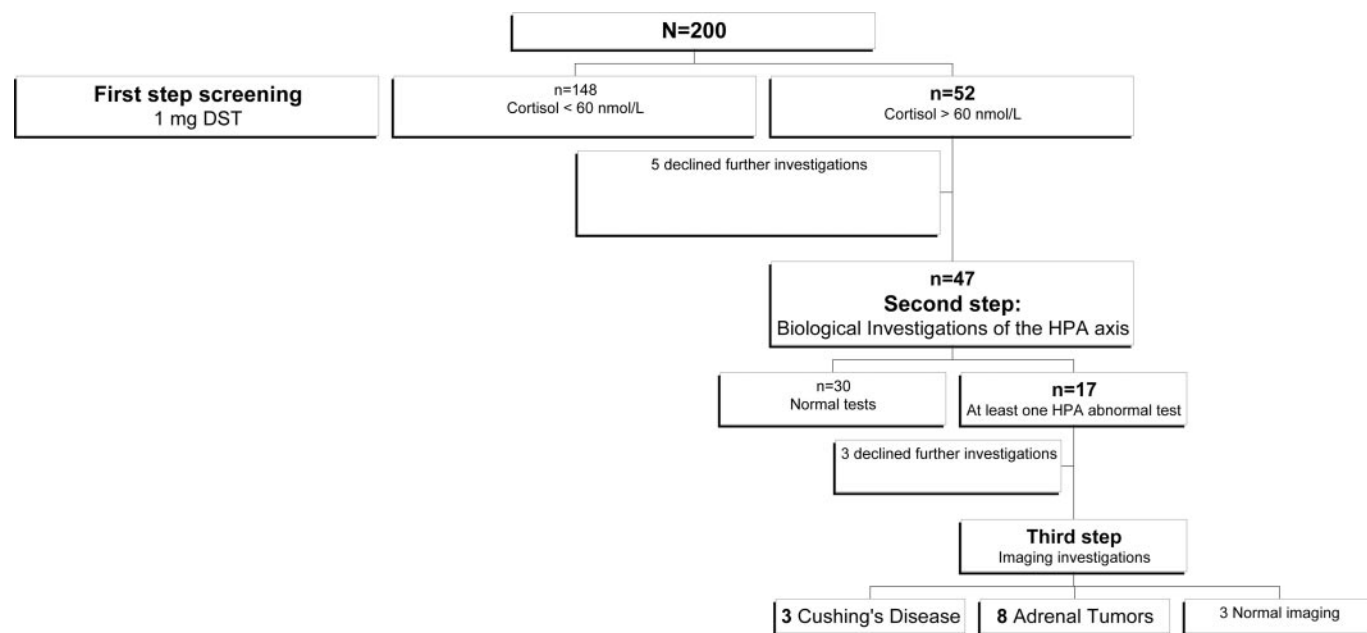 N=200
First step screening
1 mg DST
n=148
Cortisol < 60 nmol/L
n=52
Cortisol > 60 nmol/L
5 declined further investigations
n=47
Second step:
Biological Investigations of the HPA axis
n=30
Normal tests
n=17
At least one HPA abnormal test
3 declined further investigations
Third step
Imaging investigations
3 Cushing's Disease
8 Adrenal Tumors
3 Normal imaging